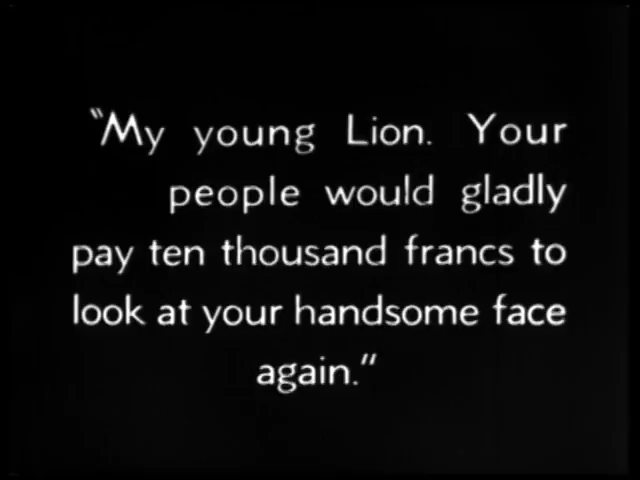 "My young Lion. Your
people would gladly
pay ten thousand francs to
look at your handsome face
again."